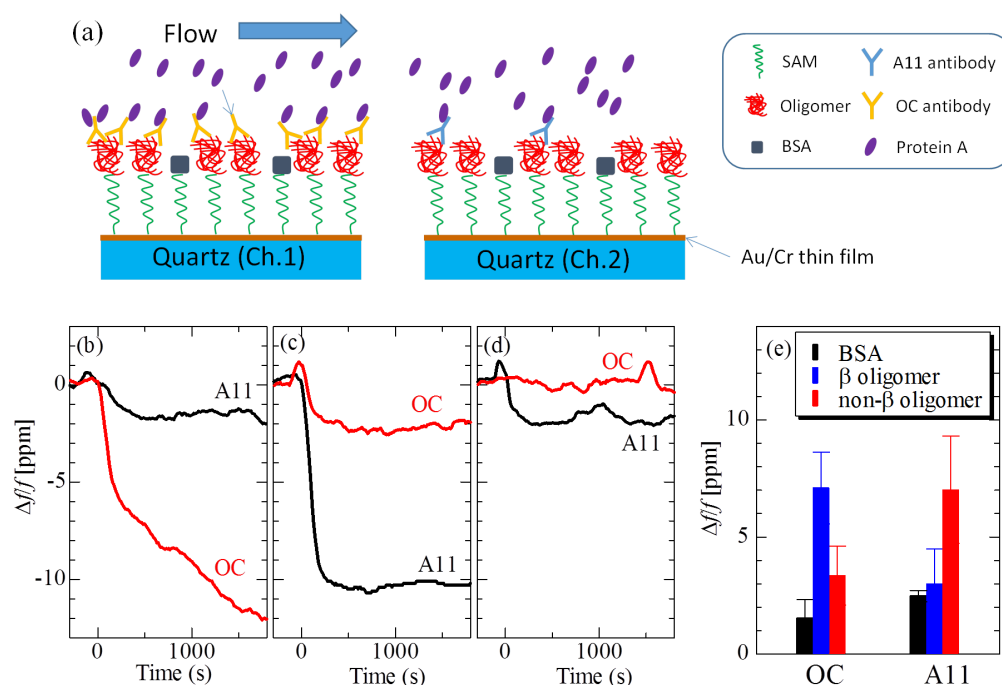 (a)
Flow
SAM
A11 antibody
Oligomer
OC antibody
BSA
Protein A
Quartz (Ch.1)
Quartz (Ch.2)
Au/Cr thin film
(b)
(c)
(d)
(e)
Δf/f [ppm]
0
-5
-10
A11
OC
OC
A11
OC
A11
0
1000
0
1000
0
1000
Time (s)
Time (s)
Time (s)
BSA
β oligomer
non-β oligomer
Δf/f [ppm]
10
5
0
OC
A11